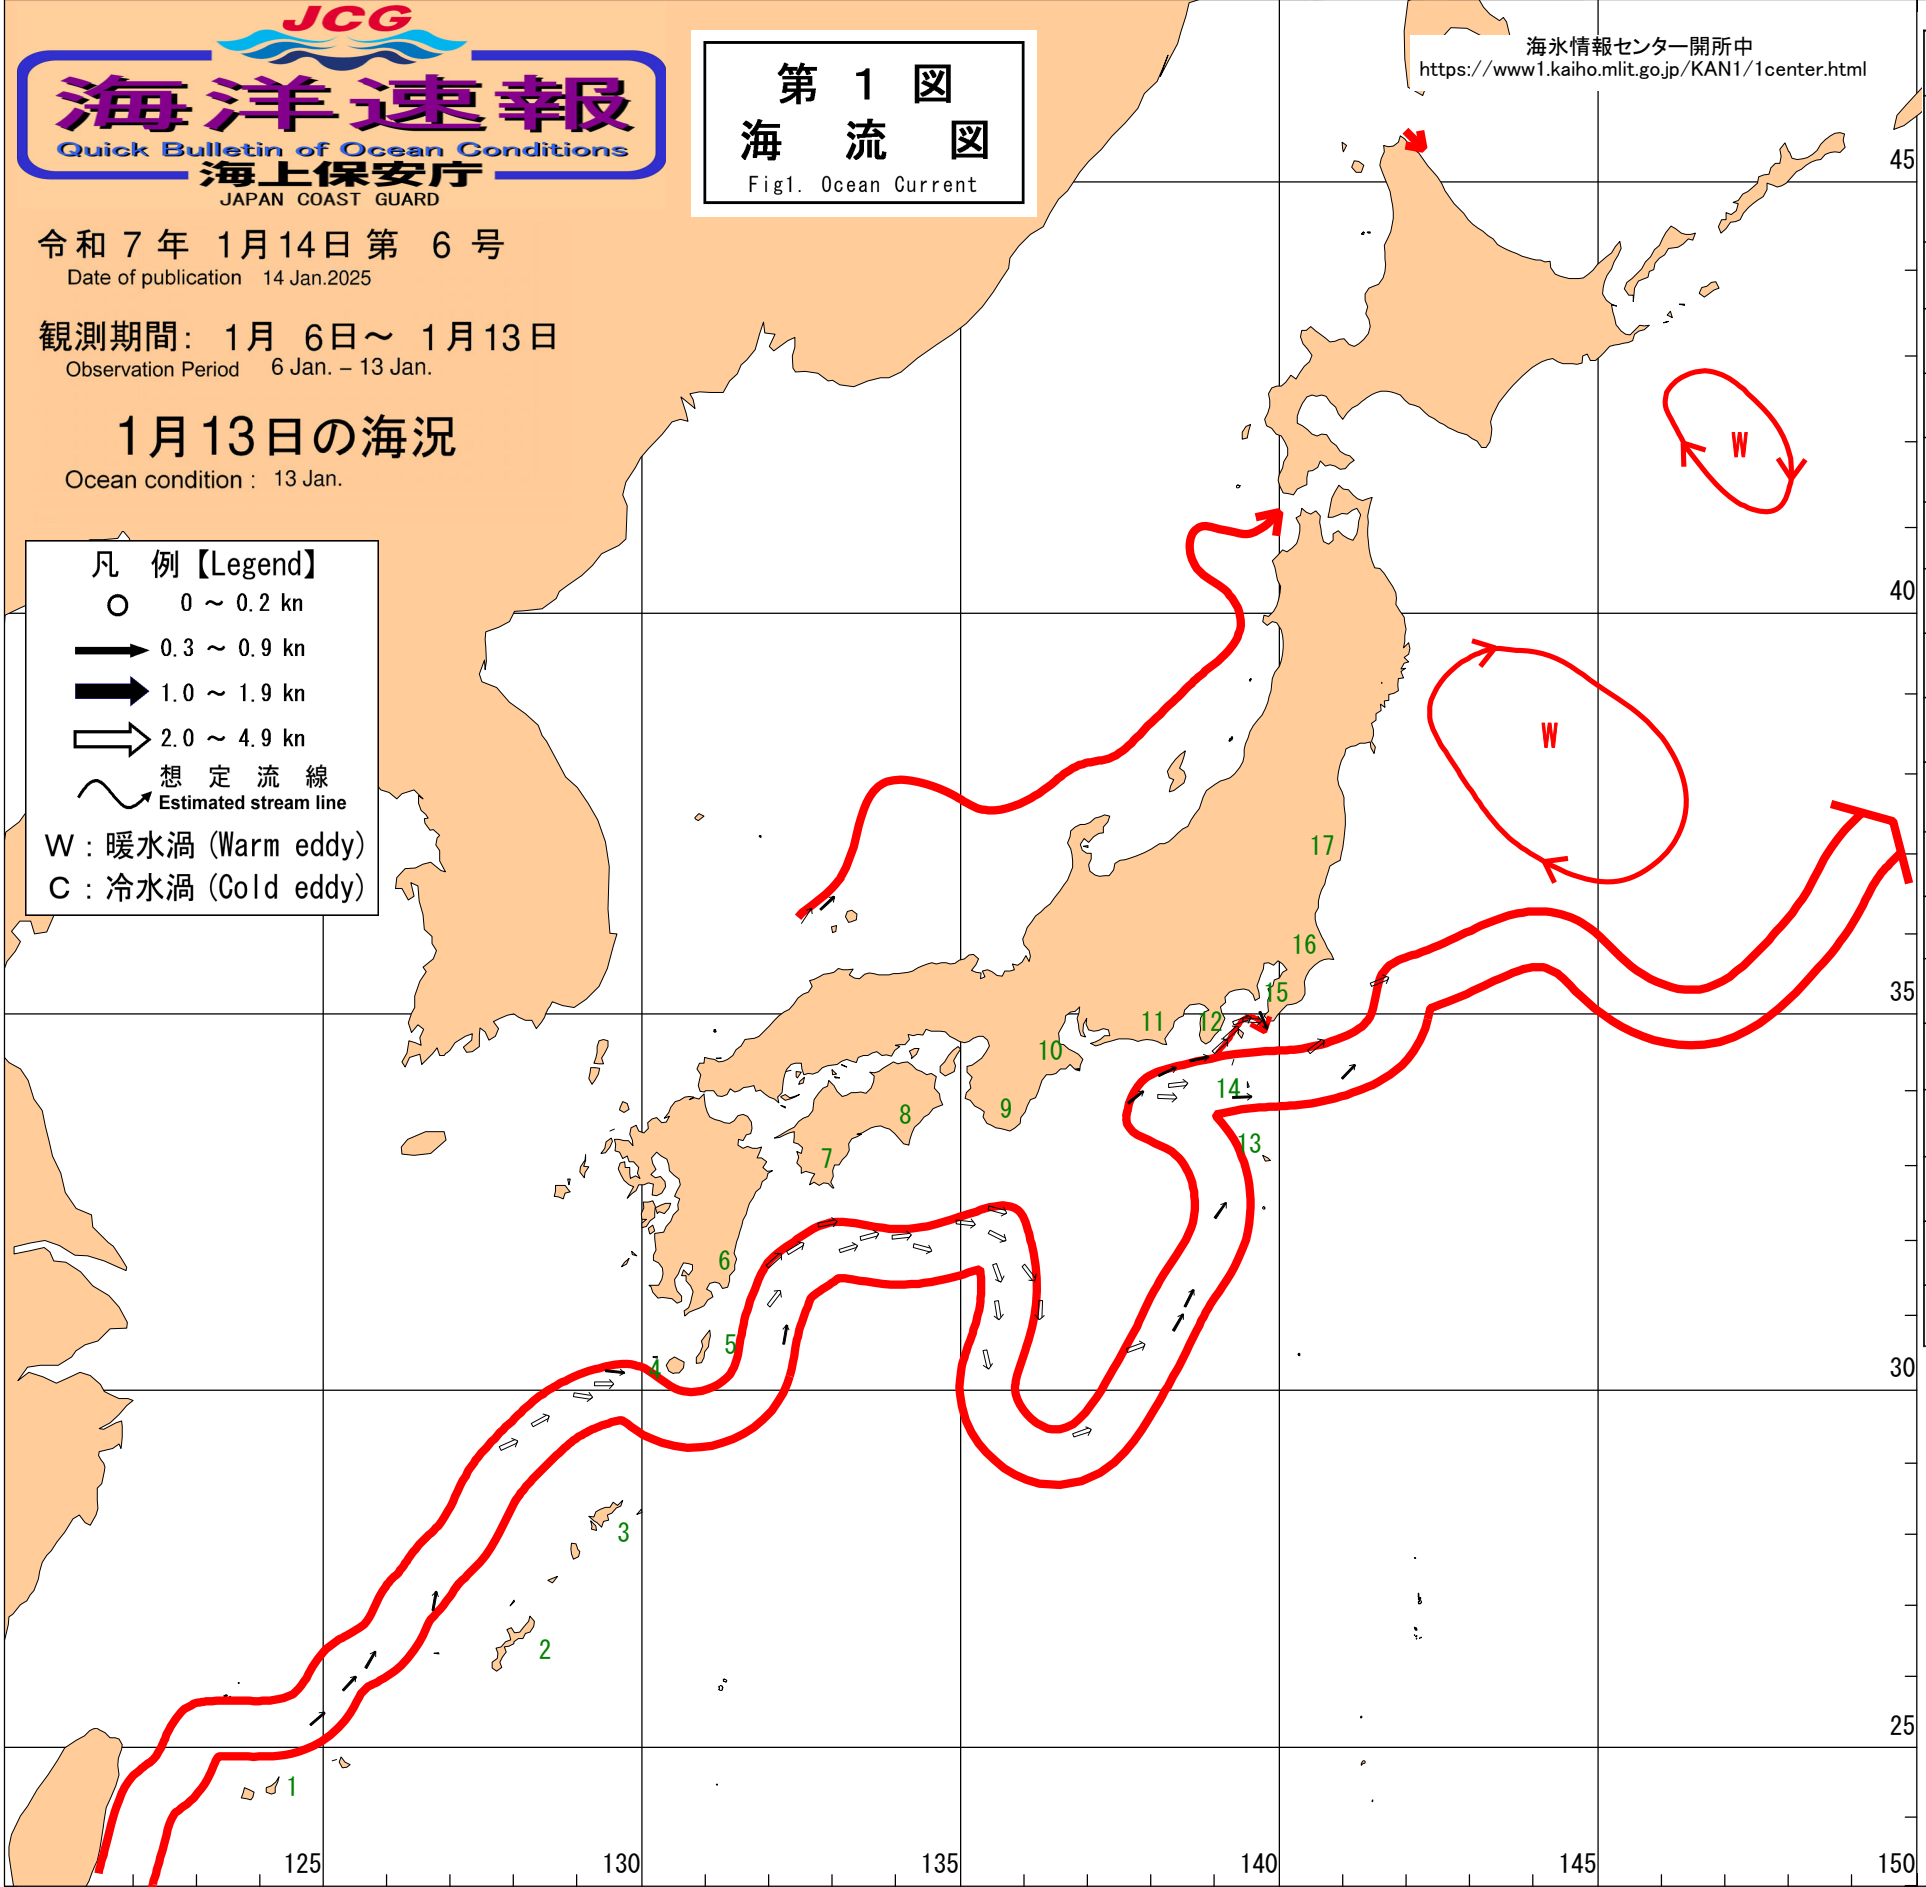 JCG
海洋速報
Quick Bulletin of Ocean Conditions
海上保安庁
JAPAN COAST GUARD
令和 7 年 1月14日 第 6 号
Date of publication 14 Jan.2025
観測期間: 1月 6日～ 1月13日
Observation Period 6 Jan. – 13 Jan.
1月13日の海況
Ocean condition : 13 Jan.
第 1 図
海 流 図
Fig1. Ocean Current
海氷情報センター開所中
https://www1.kaiho.mlit.go.jp/KAN1/1center.html
凡 例【Legend】
0 ～ 0.2 kn
0.3 ～ 0.9 kn
1.0 ～ 1.9 kn
2.0 ～ 4.9 kn
想 定 流 線
Estimated stream line
W : 暖水渦 (Warm eddy)
C : 冷水渦 (Cold eddy)
45
W
40
W
17
16
35
15
12
11
10
14
9
8
13
7
6
5
4
30
3
2
25
1
125
130
135
140
145
150